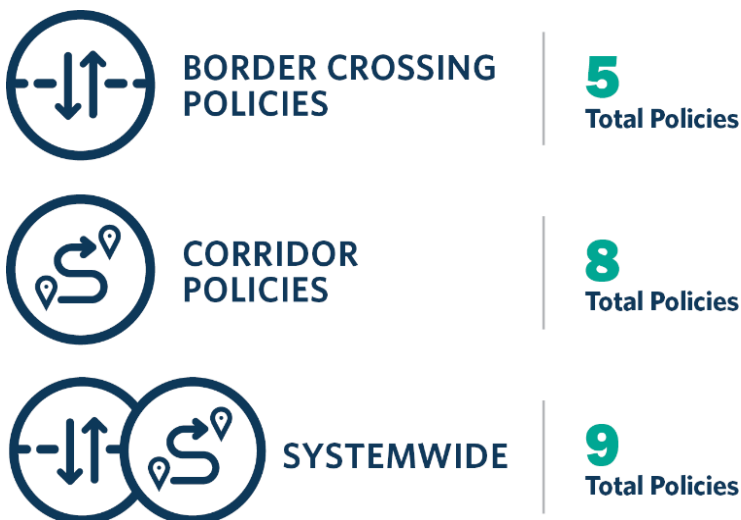 BORDER CROSSING
POLICIES
5
Total Policies
CORRIDOR
POLICIES
8
Total Policies
SYSTEMWIDE
9
Total Policies